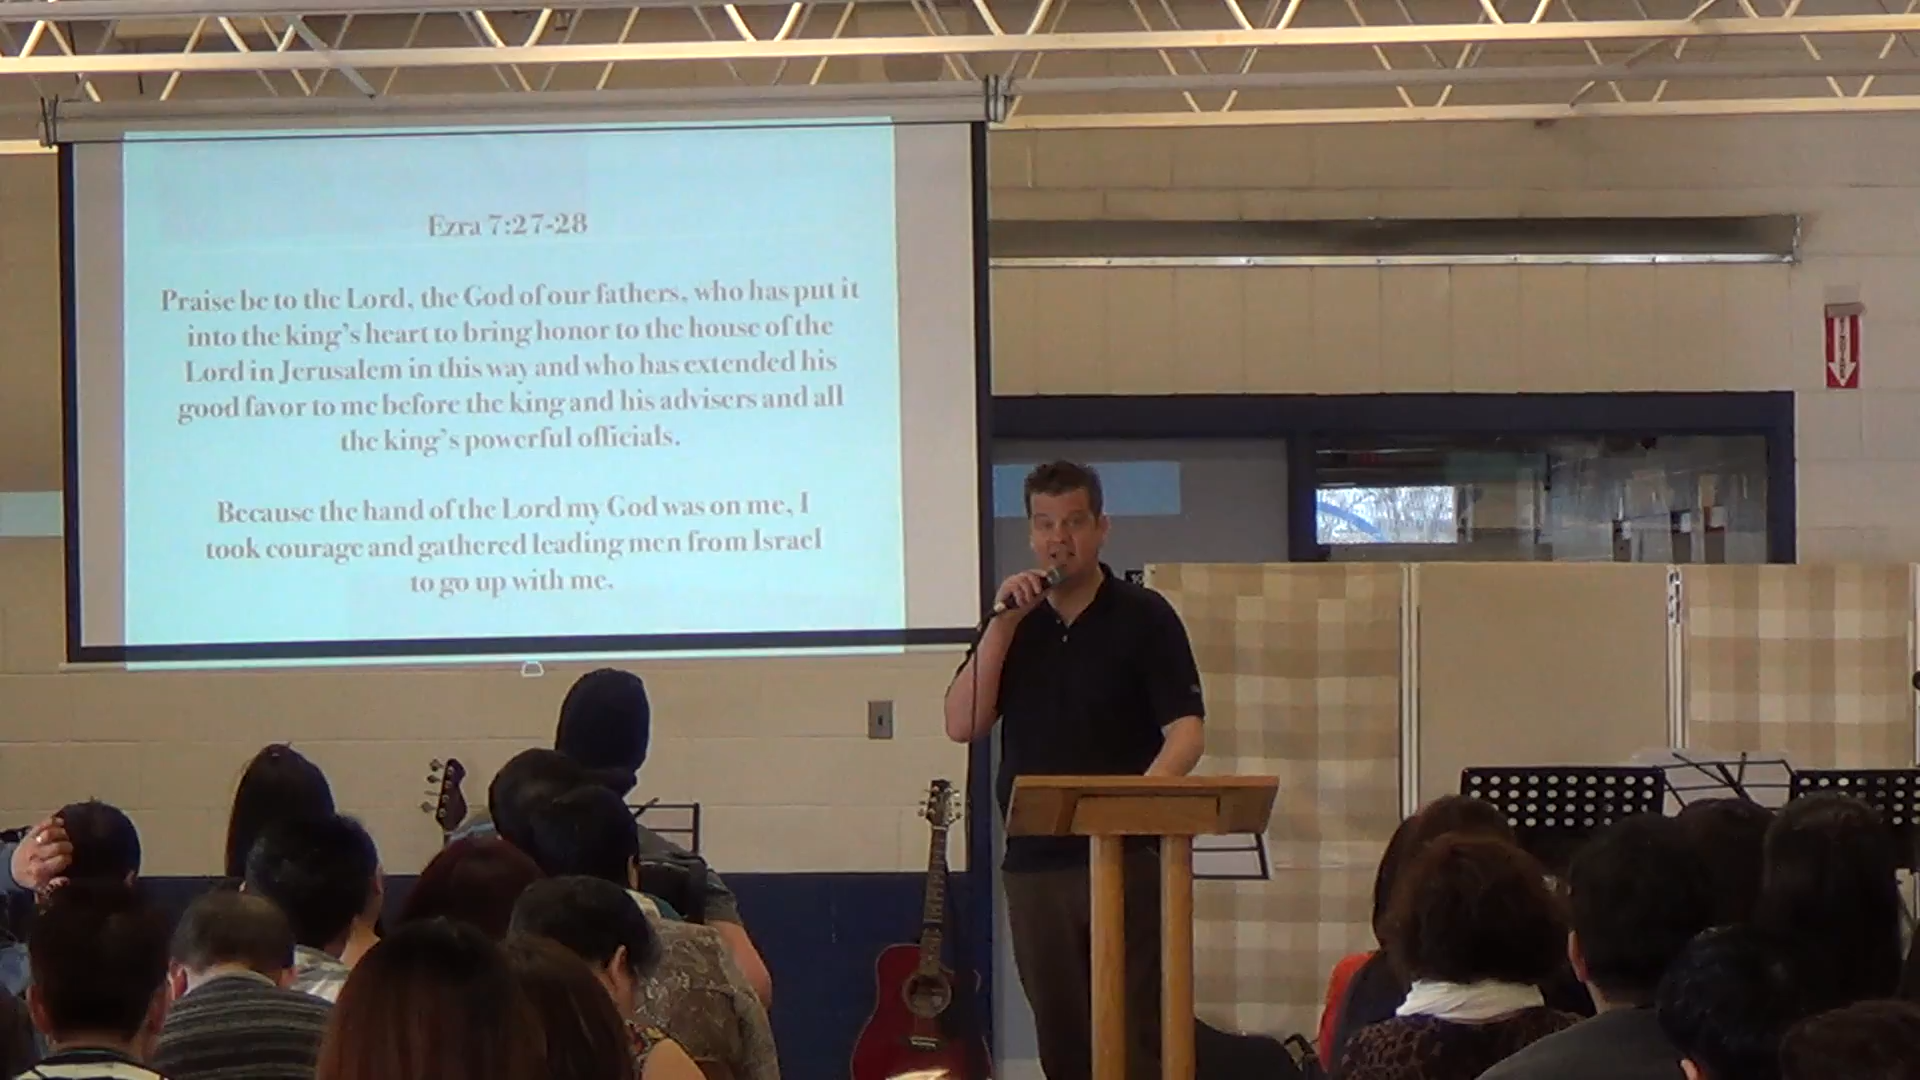 Ezra 7:27-28
Praise be to the Lord, the God of our fathers, who has put it
into the king's heart to bring honor to the house of the
Lord in Jerusalem in this way and who has extended his
good favor to me before the king and his advisers and all
the king's powerful officials.
Because the hand of the Lord my God was on me, I
took courage and gathered leading men from Israel
to go up with me.